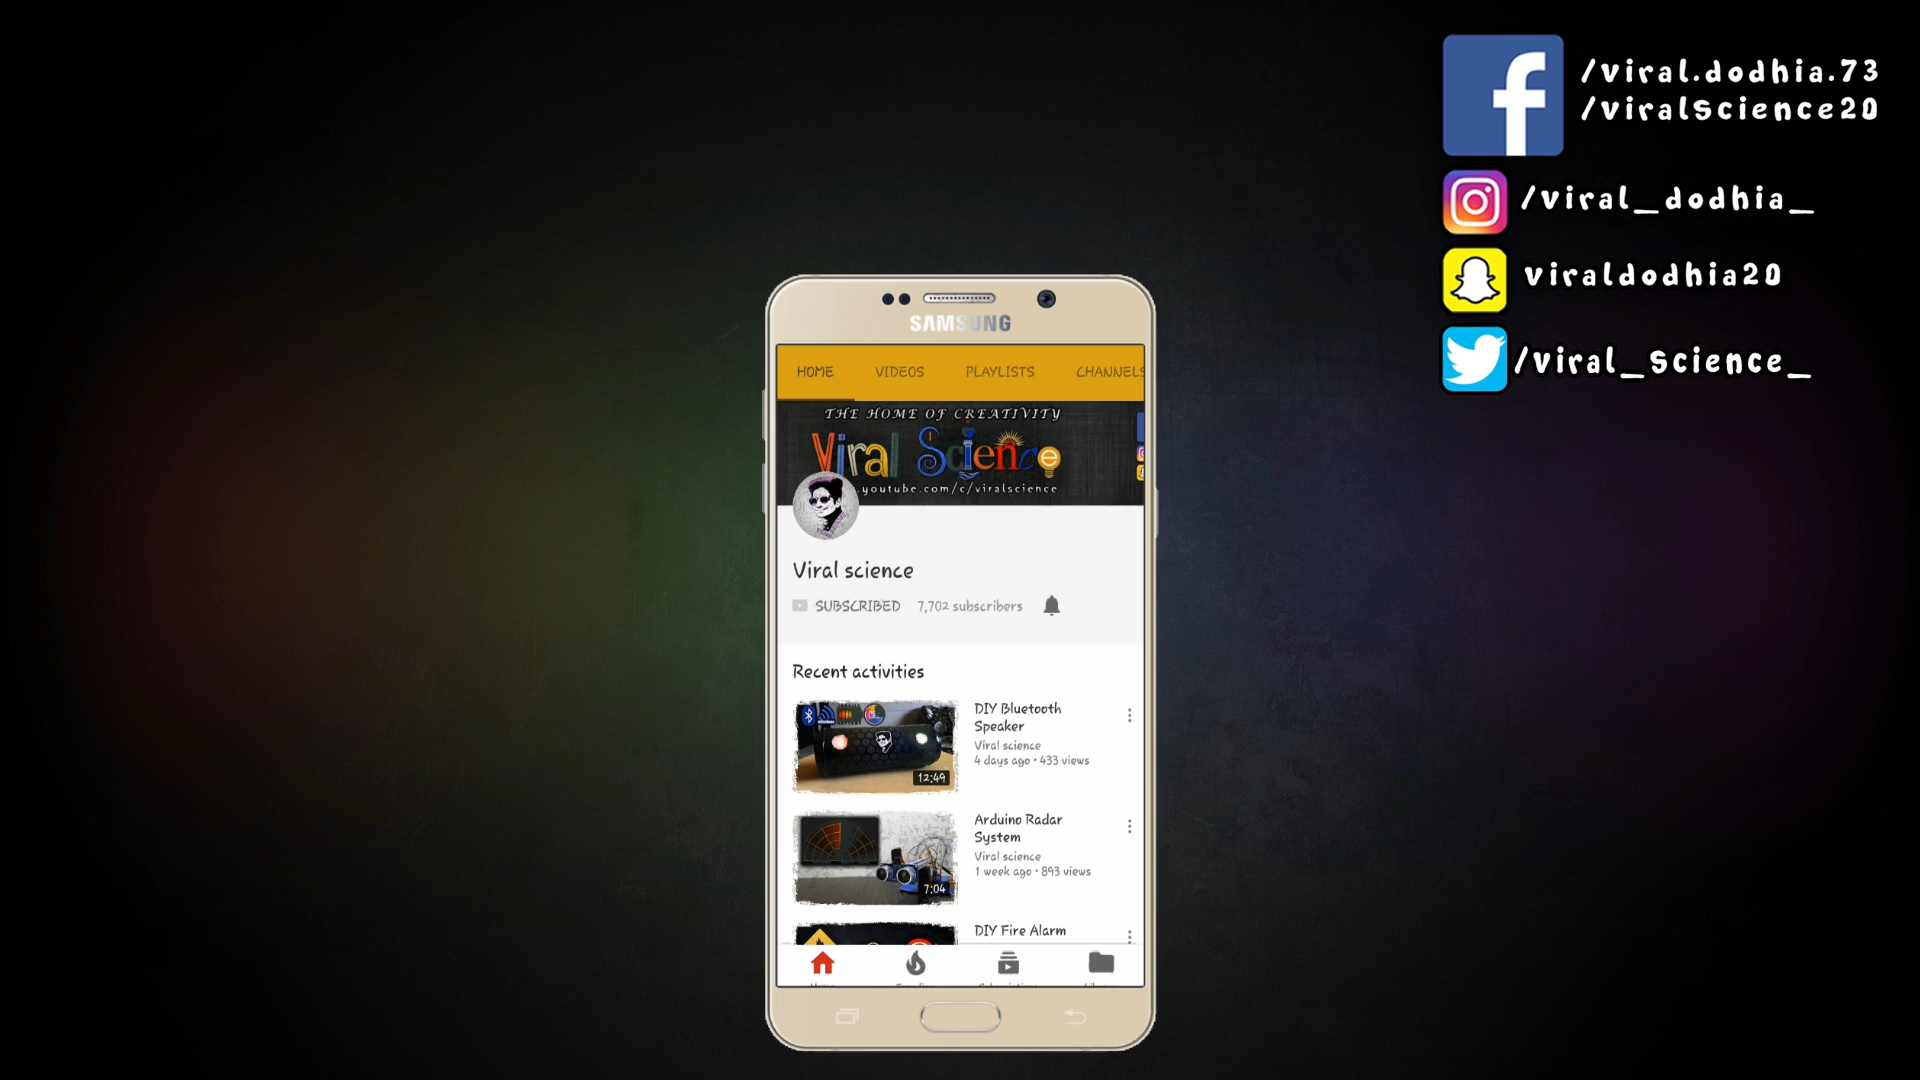 /viral.dodhia.73
/viralscience20
/viral_dodhia_
viraldodhia20
/viral_science_
SAMSUNG
HOME VIDEOS PLAYLISTS CHANNELS
THE HOME OF CREATIVITY
Viral Science
.youtube.com/c/viralscience
Viral science
SUBSCRIBED 7,702 subscribers
Recent activities
DIY Bluetooth
Speaker
Viral science
4 days ago • 433 views
12:49
Arduino Radar
System
Viral science
1 week ago • 893 views
7:04
DIY Fire Alarm